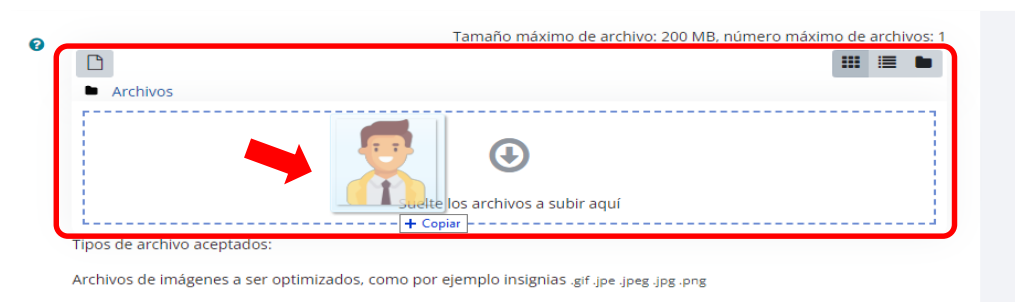 Tamaño máximo de archivo: 200 MB, número máximo de archivos: 1
Archivos
Suelte los archivos a subir aquí
+ Copiar
Tipos de archivo aceptados:
Archivos de imágenes a ser optimizados, como por ejemplo insignias .gif .jpe .jpeg .jpg .png